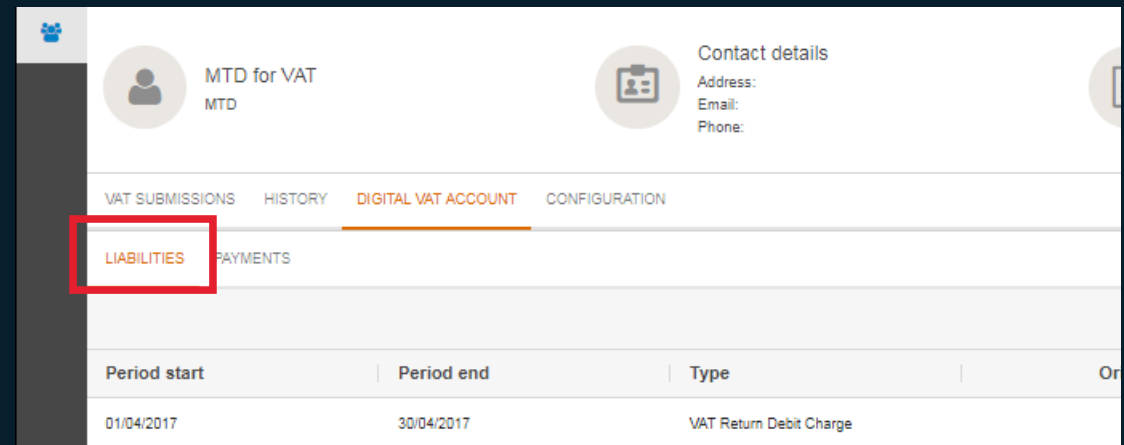 MTD for VAT
MTD
Contact details
Address:
Email:
Phone:
VAT SUBMISSIONS HISTORY DIGITAL VAT ACCOUNT CONFIGURATION
LIABILITIES PAYMENTS
Period start Period end Type
01/04/2017 30/04/2017 VAT Return Debit Charge